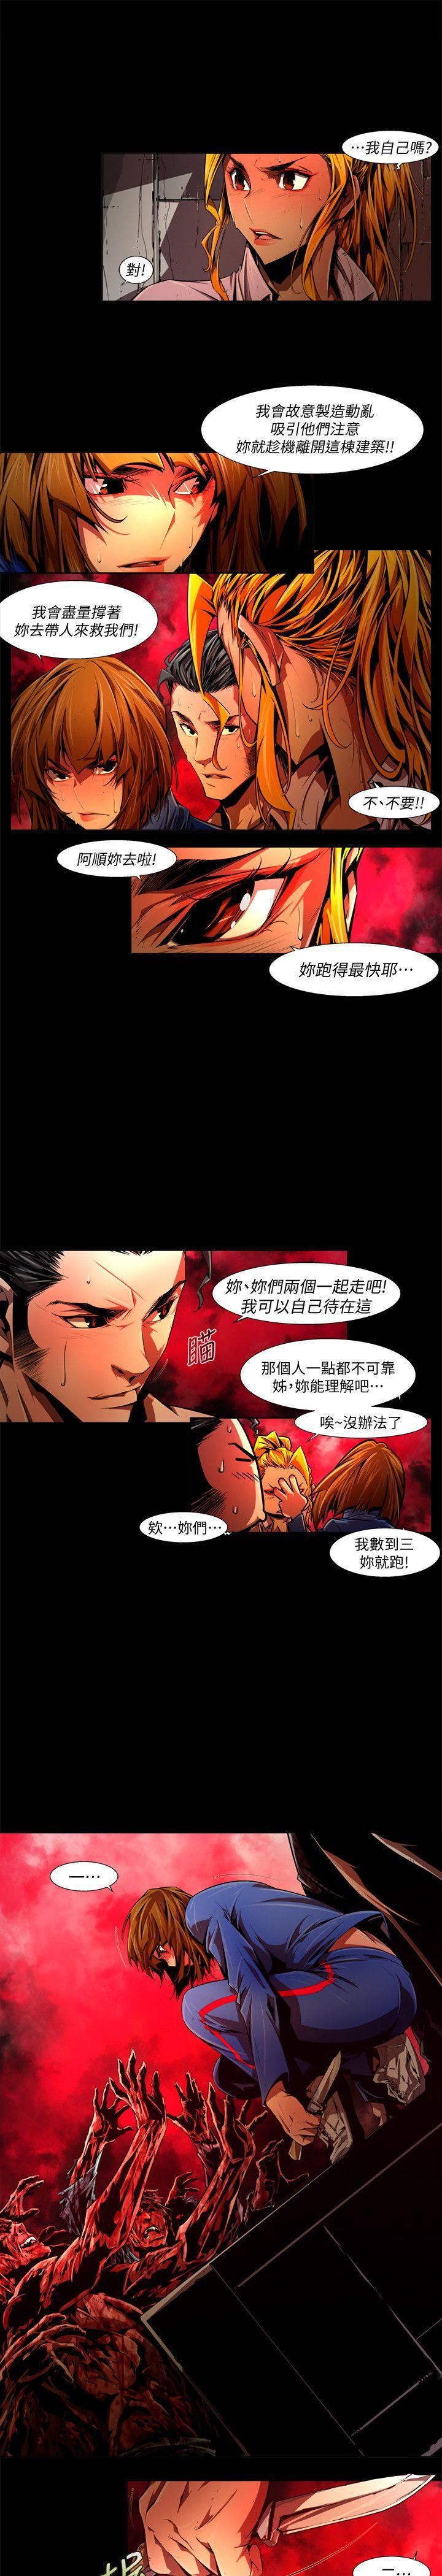 …我自己嗎?
對!
我會故意製造動亂
吸引他們注意
妳就趁機離開這棟建築!!
我會盡量撐著
妳去帶人來救我們!
不、不要!!
阿順妳去啦!
妳跑得最快耶…
妳、妳們兩個一起走吧!
我可以自己待在這
瞄
那個人一點都不可靠
姊,妳能理解吧…
唉~沒辦法了
欸…妳們…
我數到三
妳就跑!
一…
二…